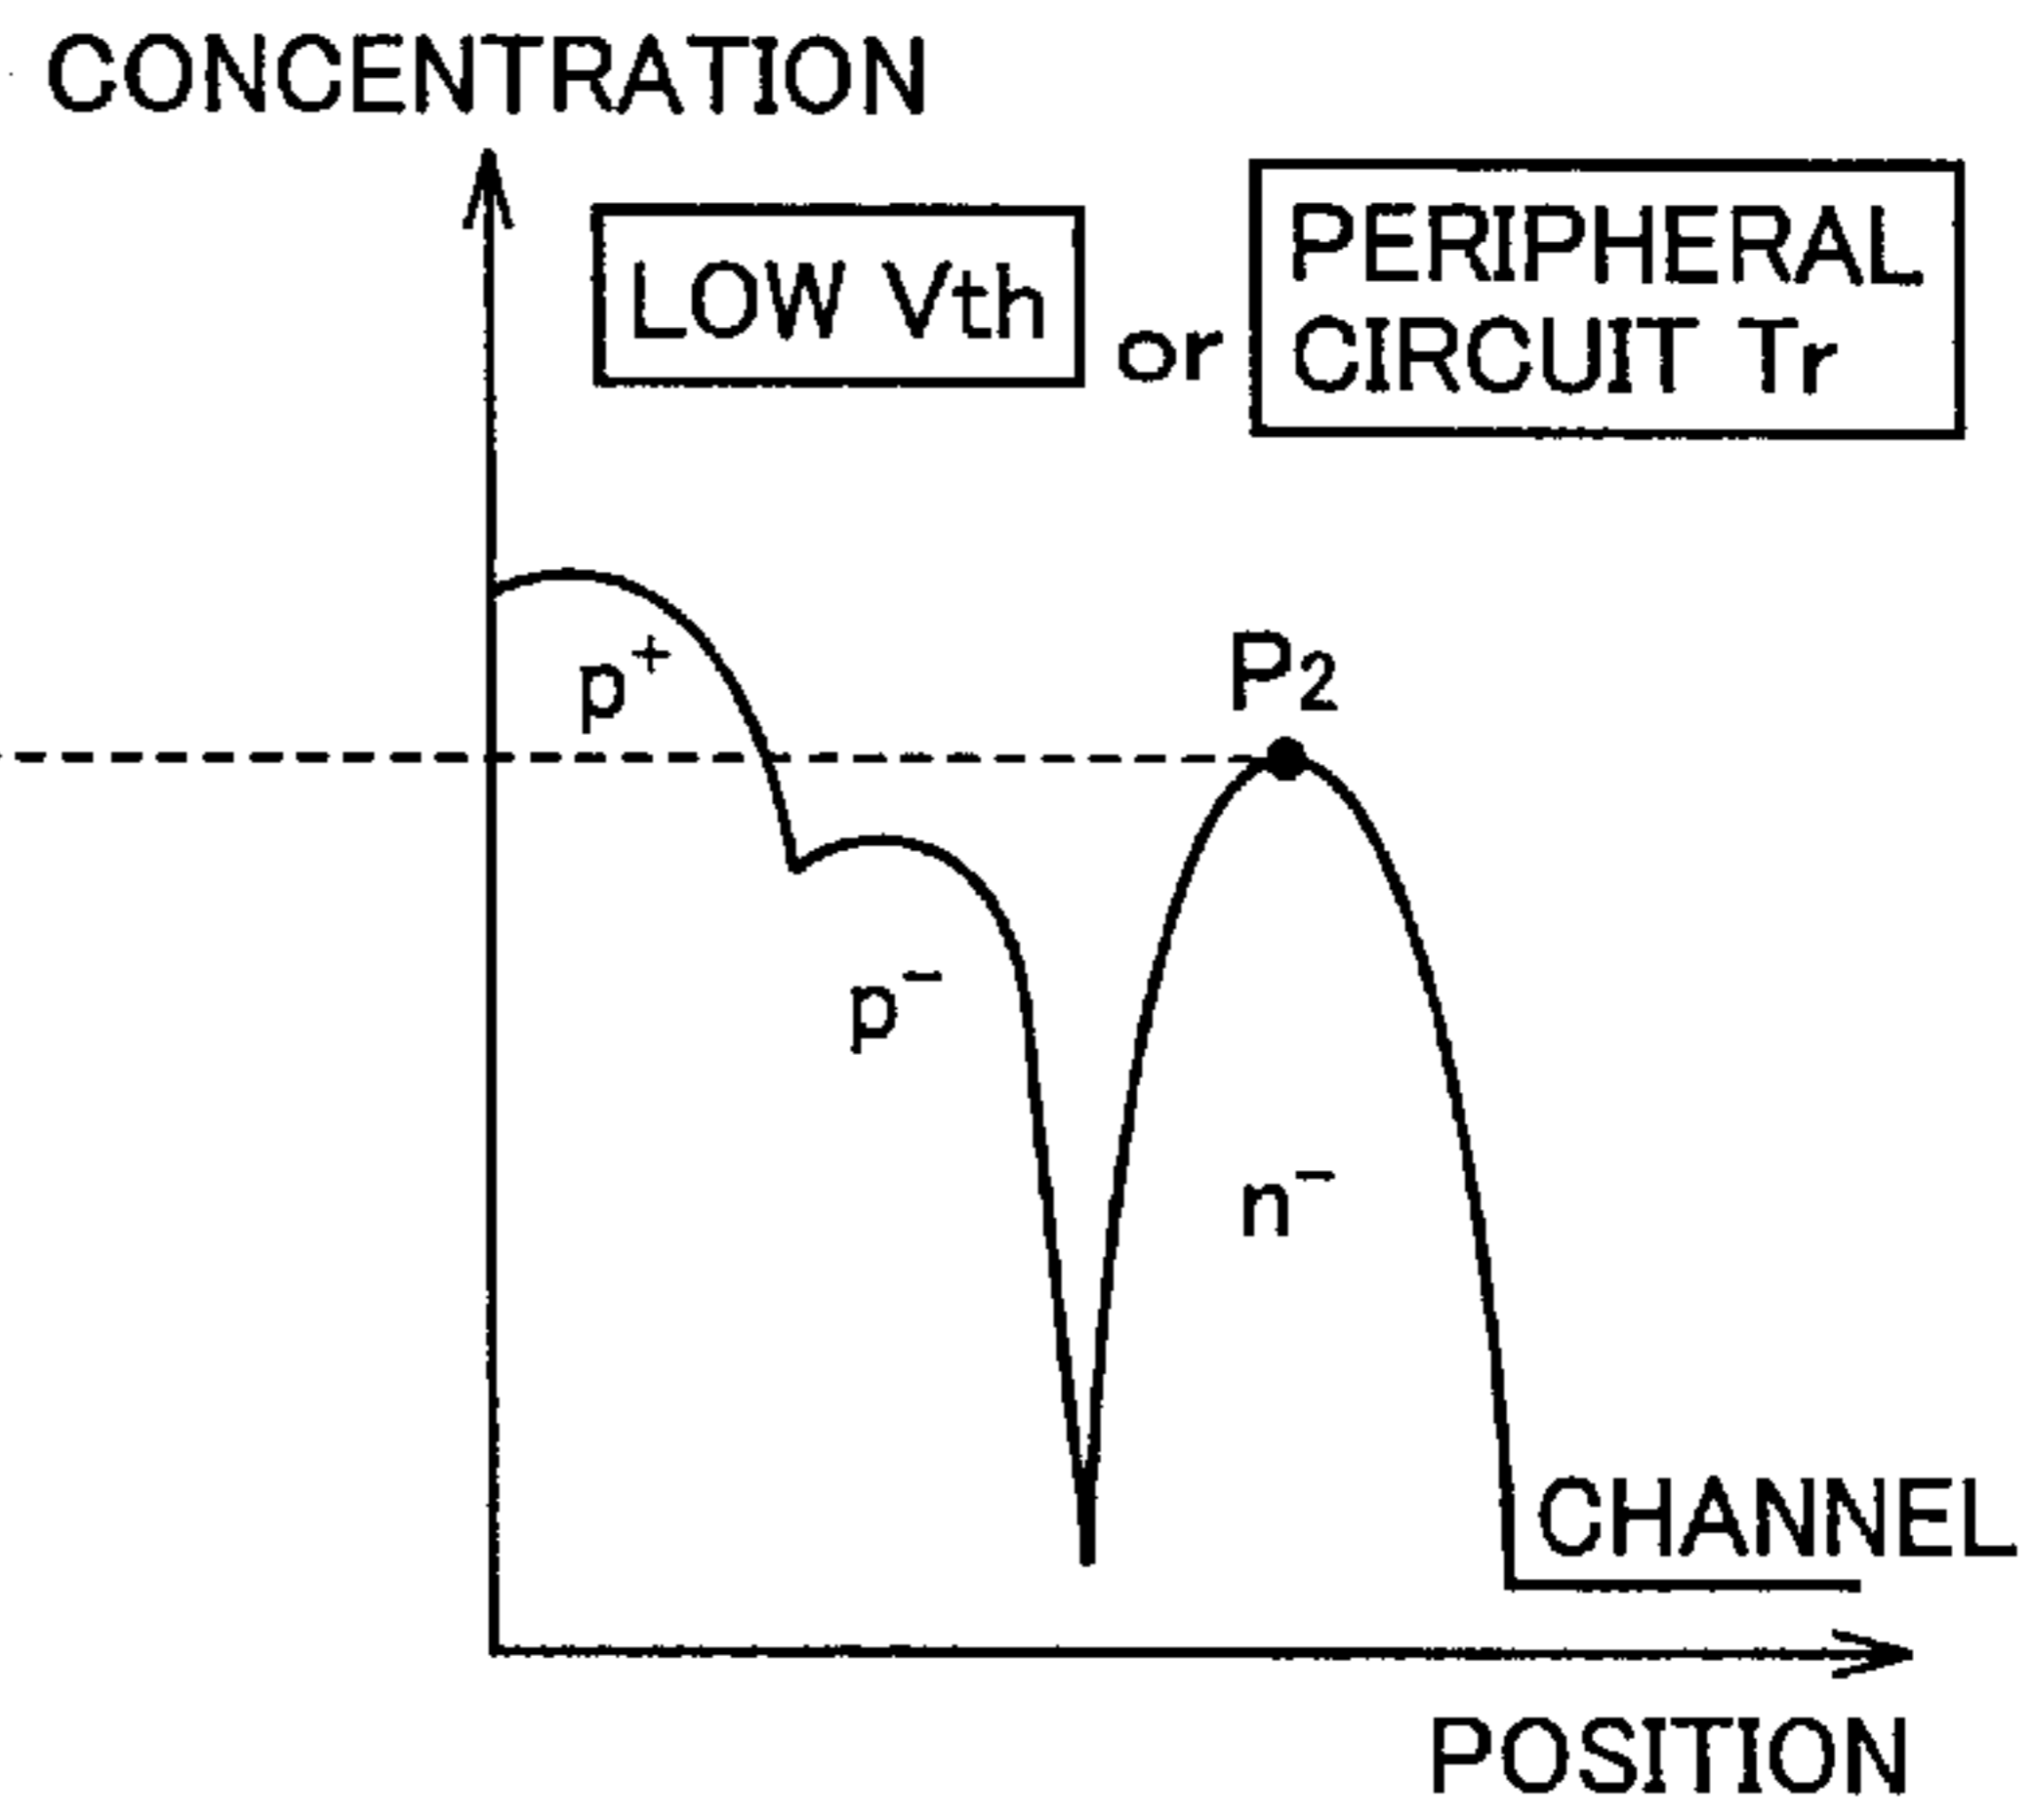 CONCENTRATION
LOW Vth or PERIPHERAL
CIRCUIT Tr
p+
P2
p−
n−
CHANNEL
POSITION